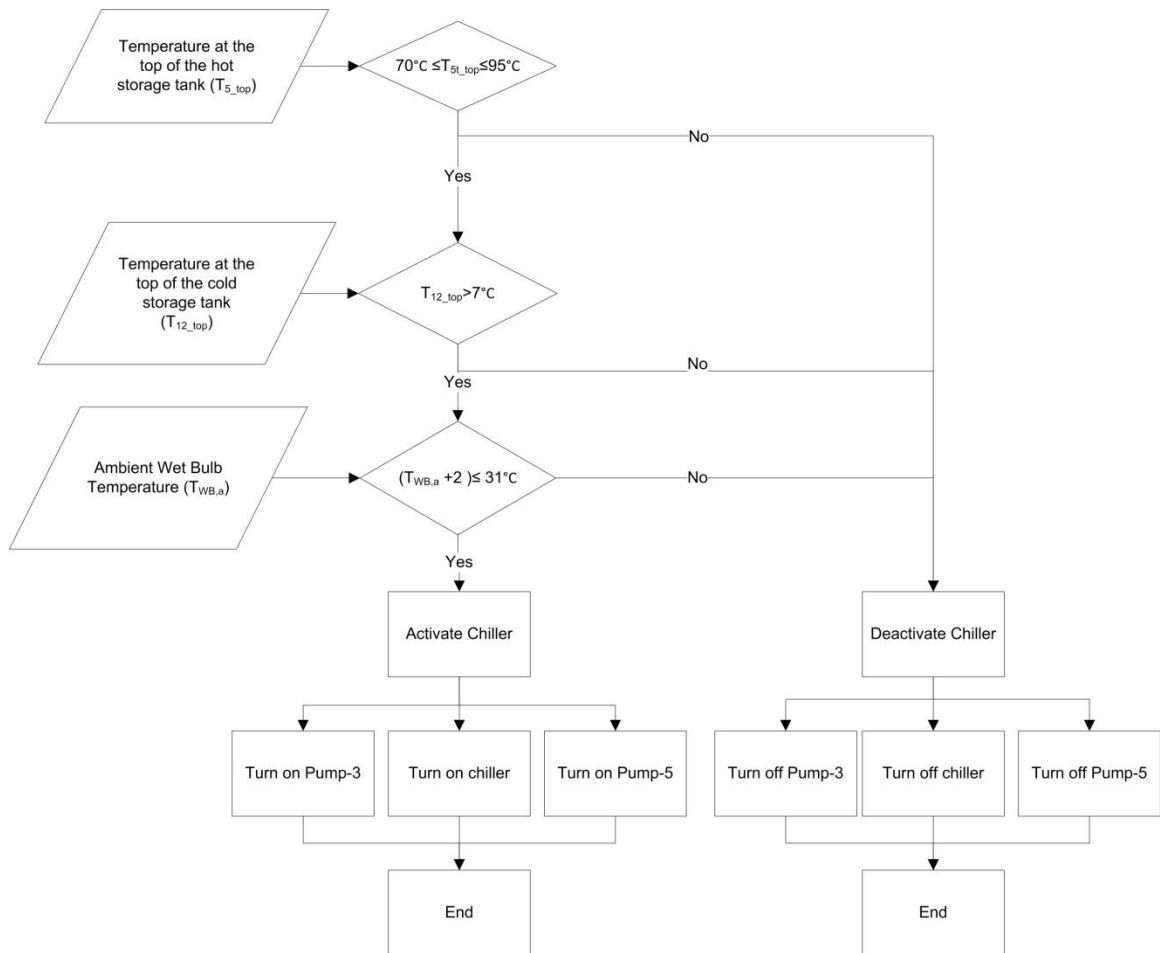 Temperature at the
top of the hot
storage tank (T5_top)
70°C ≤T5t_top≤95°C
No
Yes
Temperature at the
top of the cold
storage tank
(T12_top)
T12_top>7°C
No
Yes
Ambient Wet Bulb
Temperature (TWB,a)
(TWB,a +2 )≤ 31°C
No
Yes
Activate Chiller
Deactivate Chiller
Turn on Pump-3
Turn on chiller
Turn on Pump-5
Turn off Pump-3
Turn off chiller
Turn off Pump-5
End
End